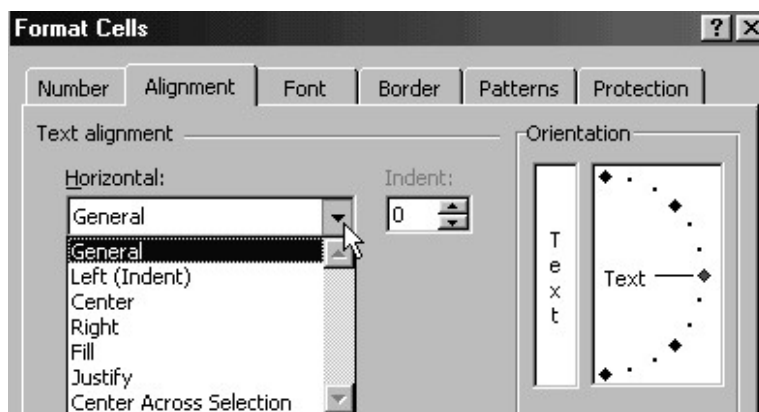 Format Cells
Number Alignment Font Border Patterns Protection
Text alignment
Horizontal:
General
General
Left (Indent)
Center
Right
Fill
Justify
Center Across Selection
Indent:
0
Orientation
Text
Text